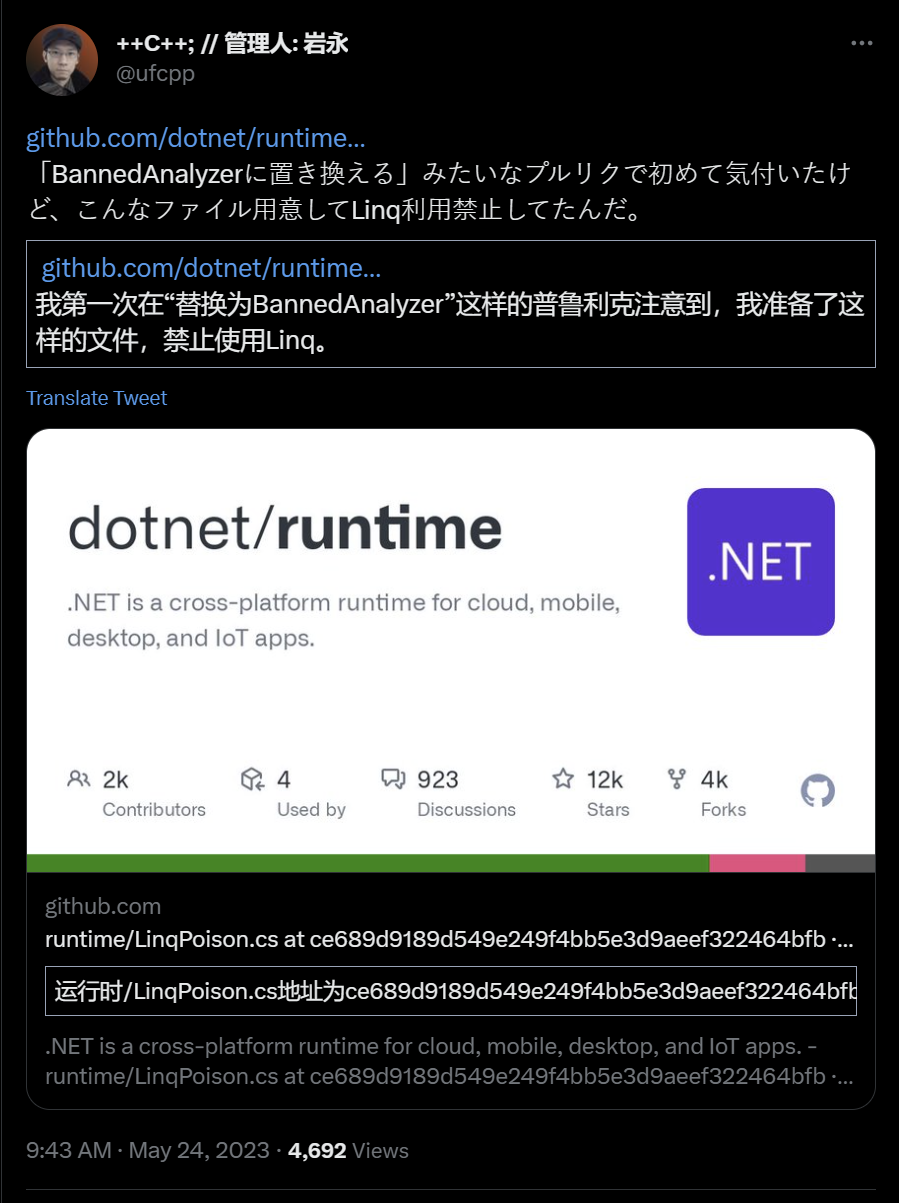 ++C++; // 管理人: 岩永
@ufcpp
github.com/dotnet/runtime...
「BannedAnalyzerに置き換える」みたいなプルリクで初めて気付いたけ
ど、こんなファイル用意してLinq利用禁止してたんだ。
github.com/dotnet/runtime...
我第一次在“替换为BannedAnalyzer”这样的普鲁利克注意到，我准备了这
样的文件，禁止使用Linq。
Translate Tweet
dotnet/runtime
.NET
.NET is a cross-platform runtime for cloud, mobile,
desktop, and IoT apps.
2k 4 923 12k 4k
Contributors Used by Discussions Stars Forks
github.com
runtime/LinqPoison.cs at ce689d9189d549e249f4bb5e3d9aeef322464bfb ·...
运行时/LinqPoison.cs地址为ce689d9189d549e249f4bb5e3d9aeef322464bfb
.NET is a cross-platform runtime for cloud, mobile, desktop, and IoT apps. -
runtime/LinqPoison.cs at ce689d9189d549e249f4bb5e3d9aeef322464bfb ·...
9:43 AM · May 24, 2023 · 4,692 Views